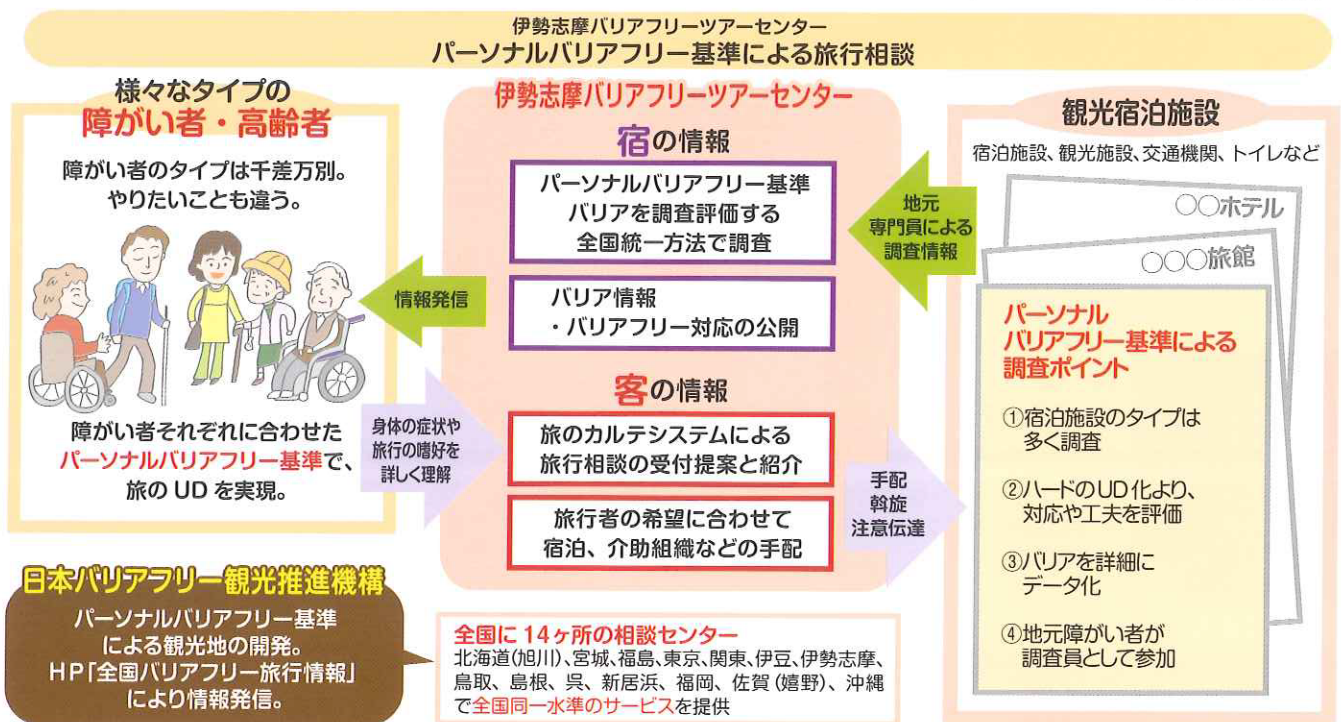 伊勢志摩バリアフリーツアーセンター
パーソナルバリアフリー基準による旅行相談
様々なタイプの
障がい者・高齢者
障がい者のタイプは千差万別。
やりたいことも違う。
障がい者それぞれに合わせた
パーソナルバリアフリー基準で、
旅の UD を実現。
情報発信
身体の症状や
旅行の嗜好を
詳しく理解
伊勢志摩バリアフリーツアーセンター
宿の情報
パーソナルバリアフリー基準
バリアを調査評価する
全国統一方法で調査
バリア情報
・バリアフリー対応の公開
客の情報
旅のカルテシステムによる
旅行相談の受付提案と紹介
旅行者の希望に合わせて
宿泊、介助組織などの手配
地元
専門員による
調査情報
手配
斡旋
注意伝達
観光宿泊施設
宿泊施設、観光施設、交通機関、トイレなど
○○ホテル
○○○旅館
パーソナル
バリアフリー基準による
調査ポイント
①宿泊施設のタイプは
多く調査
②ハードのUD化より、
対応や工夫を評価
③バリアを詳細に
データ化
④地元障がい者が
調査員として参加
日本バリアフリー観光推進機構
パーソナルバリアフリー基準
による観光地の開発。
HP「全国バリアフリー旅行情報」
により情報発信。
全国に14ヶ所の相談センター
北海道(旭川)、宮城、福島、東京、関東、伊豆、伊勢志摩、
鳥取、島根、呉、新居浜、福岡、佐賀(嬉野)、沖縄
で全国同一水準のサービスを提供